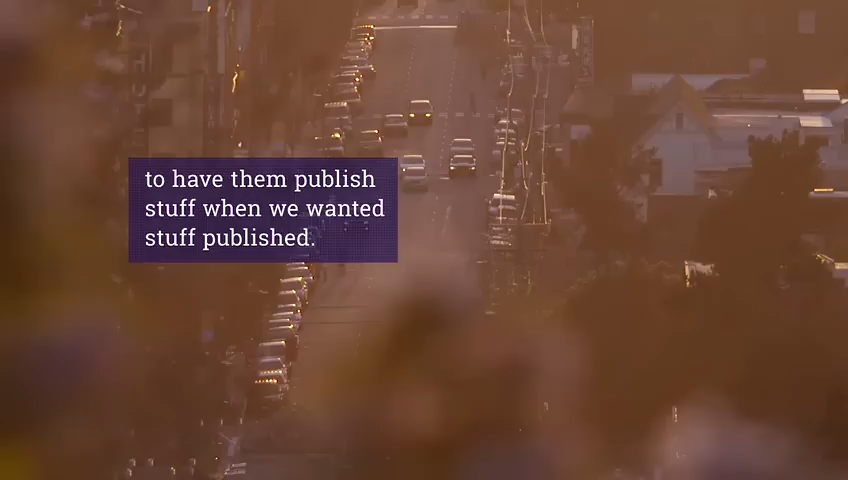 to have them publish
stuff when we wanted
stuff published.